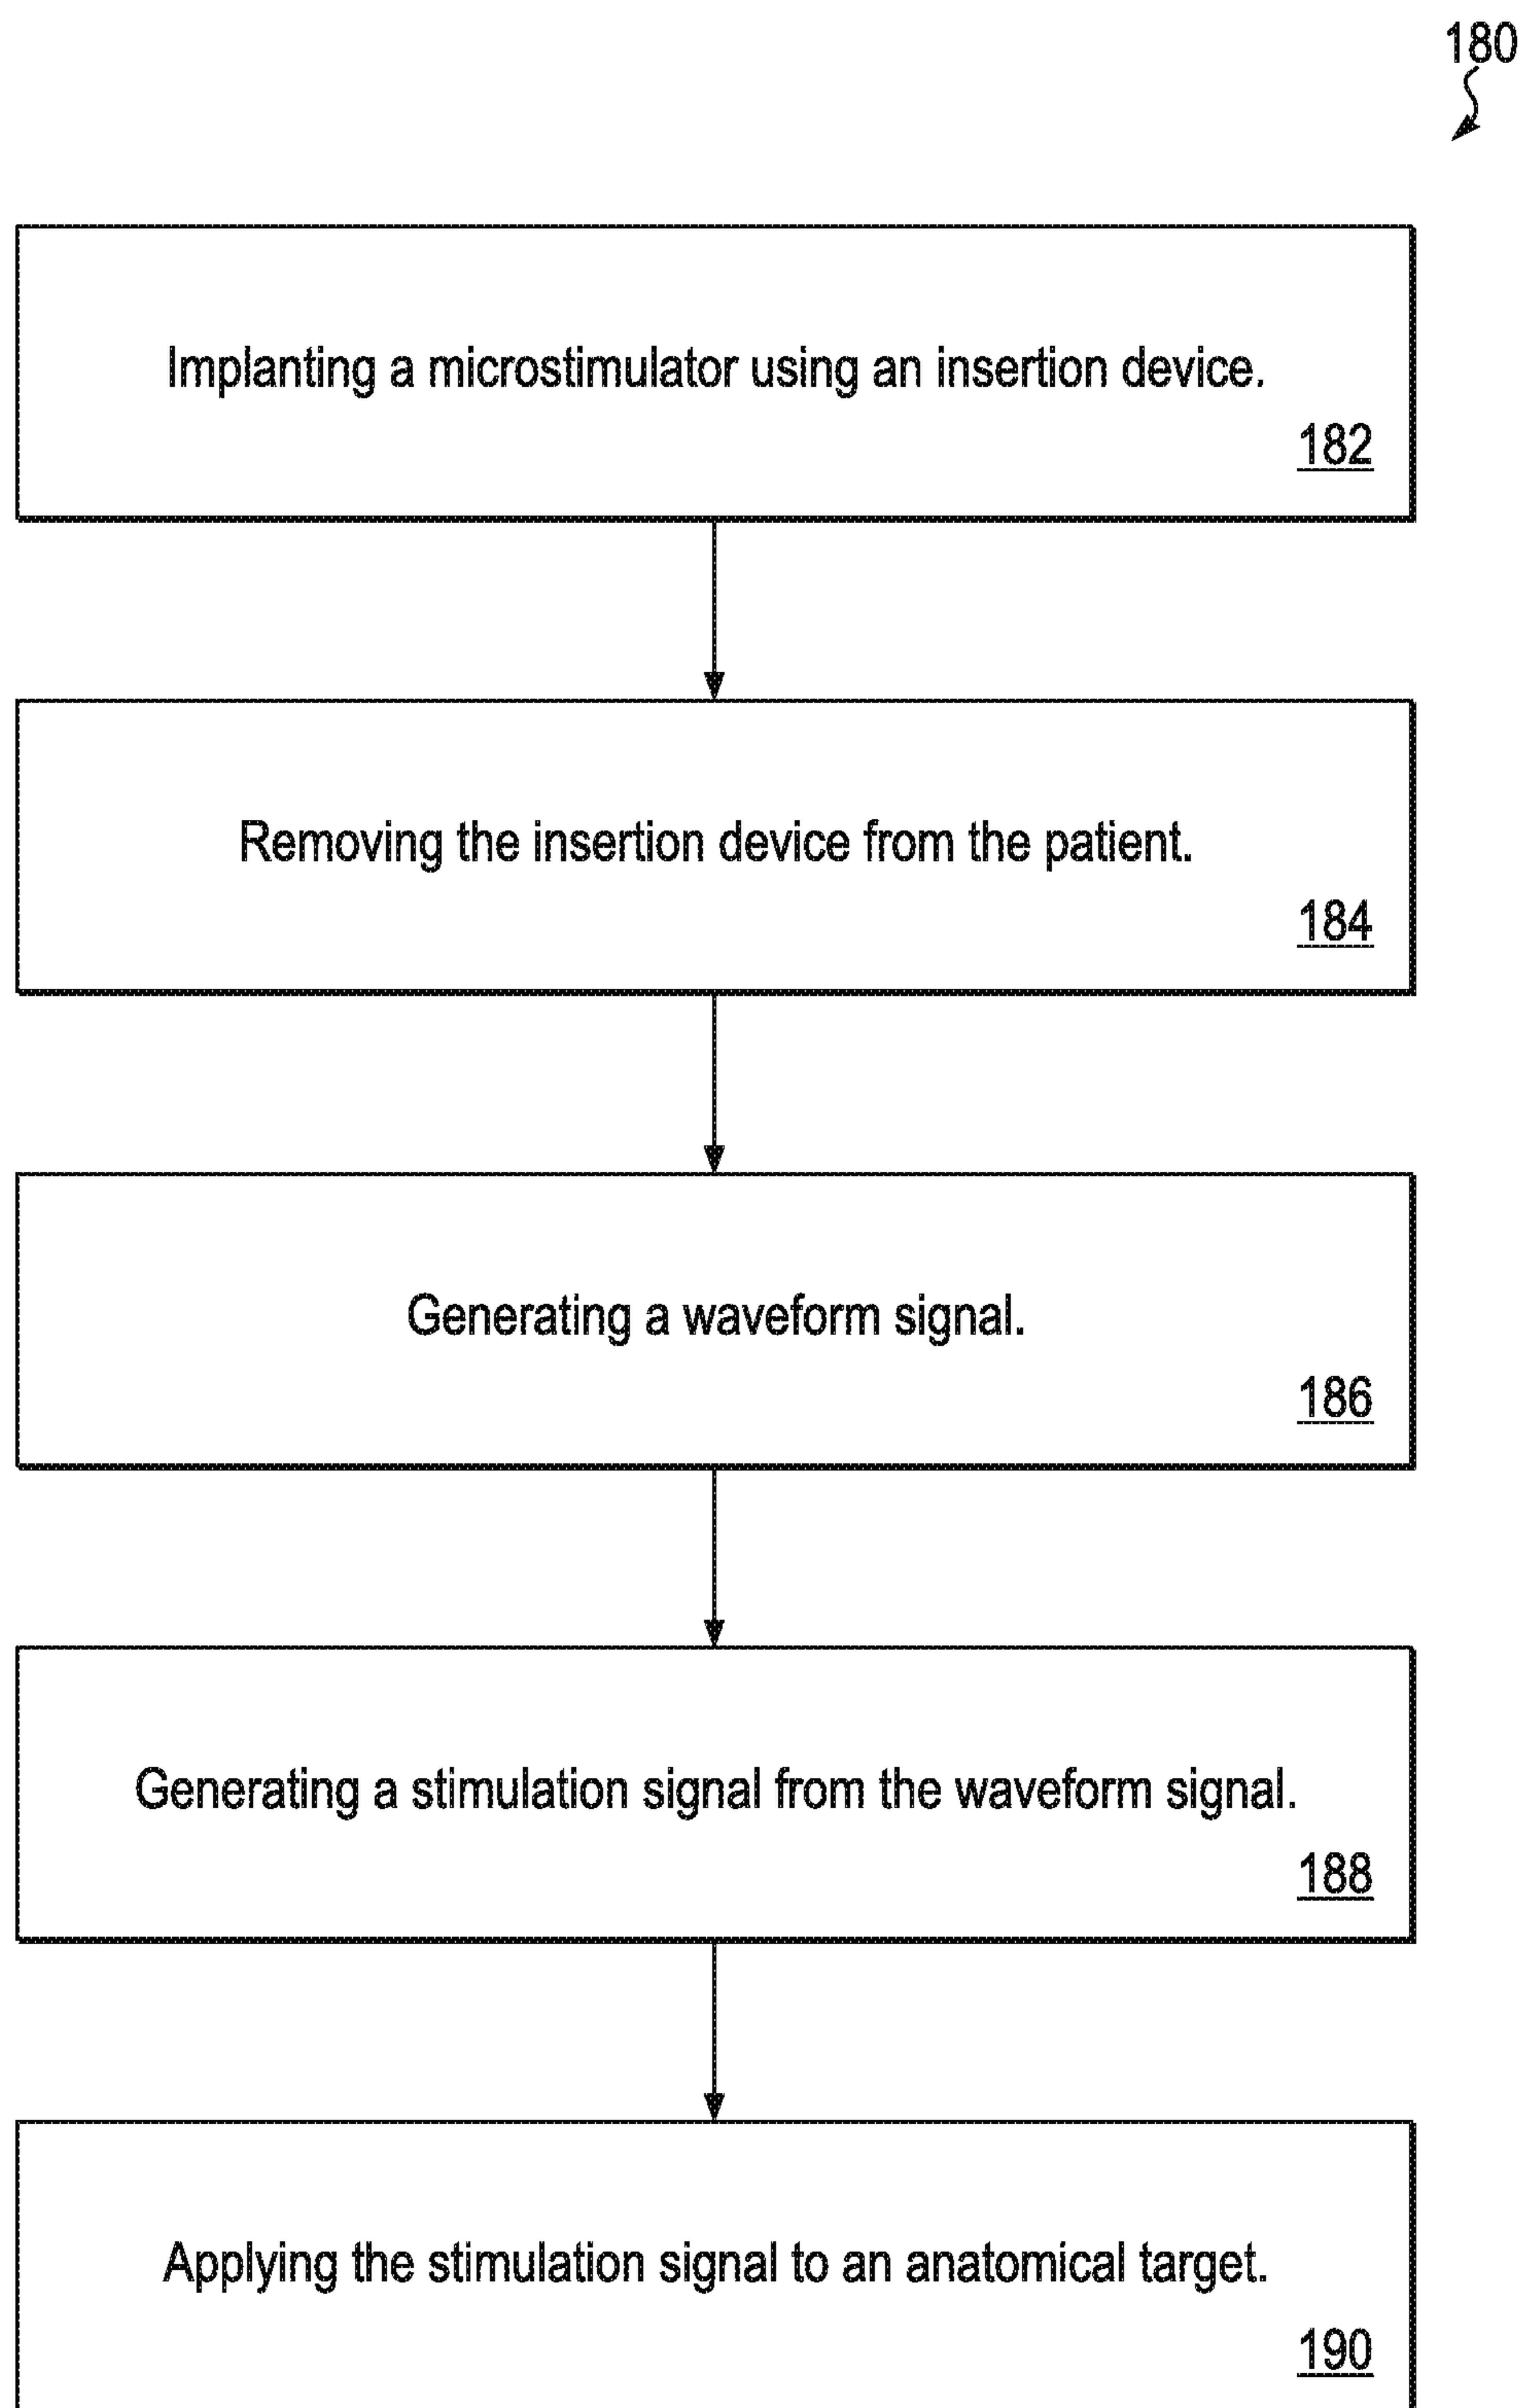 180
Implanting a microstimulator using an insertion device.
182
Removing the insertion device from the patient.
184
Generating a waveform signal.
186
Generating a stimulation signal from the waveform signal.
188
Applying the stimulation signal to an anatomical target.
190